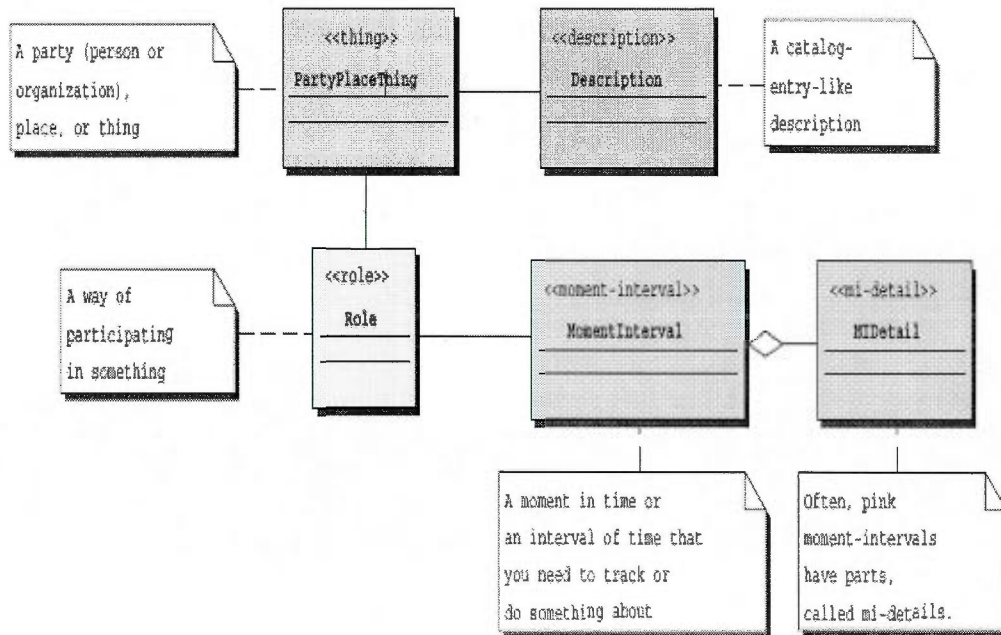 A party (person or
organization),
place, or thing
<<thing>>
PartyPlaceThing
<<description>>
Description
A catalog-
entry-like
description
A way of
participating
in something
<<role>>
Role
<<moment-interval>>
MomentInterval
<<mi-detail>>
MIDetail
A moment in time or
an interval of time that
you need to track or
do something about
Often, pink
moment-intervals
have parts,
called mi-details.